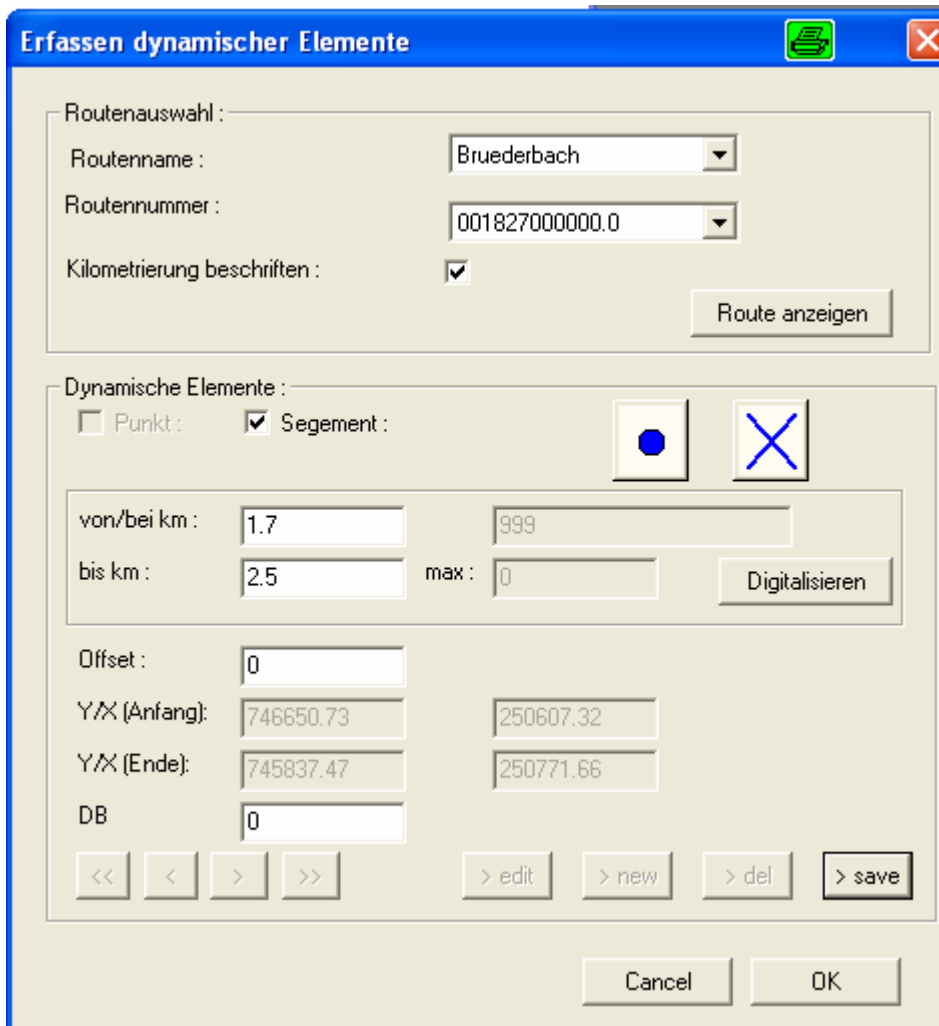 Erfassen dynamischer Elemente
Routenauswahl :
Routenname : Bruederbach
Routennummer : 001827000000.0
Kilometrierung beschriften :
Route anzeigen
Dynamische Elemente :
Punkt : Segement :
von/bei km : 1.7 999
bis km : 2.5 max : 0 Digitalisieren
Offset : 0
Y/X (Anfang): 746650.73 250607.32
Y/X (Ende): 745837.47 250771.66
DB 0
<< < > >> > edit > new > del > save
Cancel OK